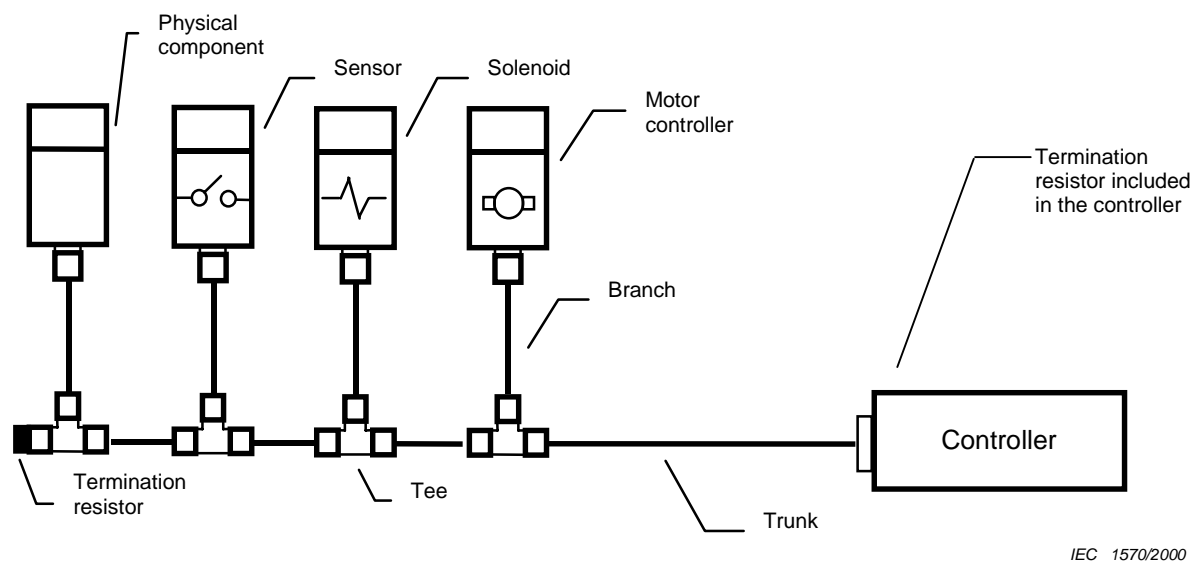 Physical
component
Sensor
Solenoid
Motor
controller
Termination
resistor included
in the controller
Branch
Controller
Termination
resistor
Tee
Trunk
IEC 1570/2000